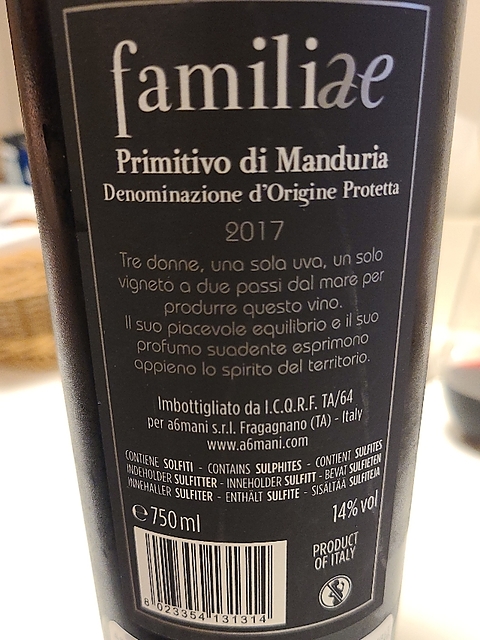 familiae
Primitivo di Manduria
Denominazione d'Origine Protetta
2017
Tre donne, una sola uva, un solo
vigneto a due passi dal mare per
produrre questo vino.
Il suo piacevole equilibrio e il suo
profumo suadente esprimono
appieno lo spirito del territorio.
Imbottigliato da I.C.Q.R.F. TA/64
per a6mani s.r.l. Fragagnano (TA) - Italy
www.a6mani.com
CONTIENE SOLFITI - CONTAINS SULPHITES - CONTIENT SULFITES
INDEHOLDER SULFITTER - INNEHOLDER SULFITT - BEVAT SULFIETEN
INNEHALLER SULFITER - ENTHÄLT SULFITE - SISÄLTÄÄ SULFIITEJA
℮ 750 ml
14% vol
PRODUCT
OF ITALY
8 023354 131314